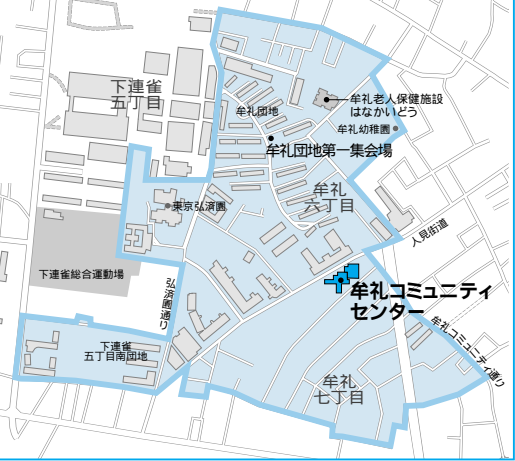 下連雀
五丁目
牟礼老人保健施設
はなかいどう
牟礼団地
牟礼幼稚園
牟礼団地第一集会場
牟礼
六丁目
東京弘済園
人見街道
下連雀総合運動場
弘済園通り
牟礼コミュニティ
センター
牟礼コミュニティ通り
下連雀
五丁目南団地
牟礼
七丁目